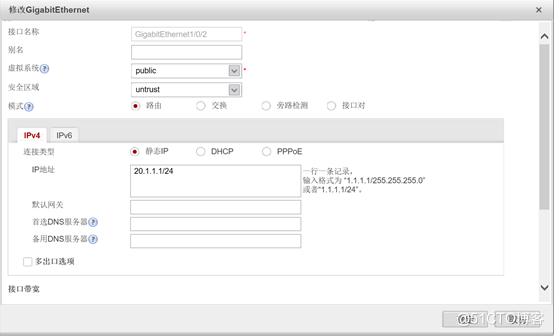 修改GigabitEthernet
接口名称 GigabitEthernet1/0/2 *
别名
虚拟系统 public *
安全区域 untrust
模式 路由 交换 旁路检测 接口对
IPv4 IPv6
连接类型 静态IP DHCP PPPoE
IP地址 20.1.1.1/24 一行一条记录,
输入格式为 "1.1.1.1/255.255.255.0"
或者"1.1.1.1/24"。
默认网关
首选DNS服务器
备用DNS服务器
多出口选项
接口带宽
@51CTO博客